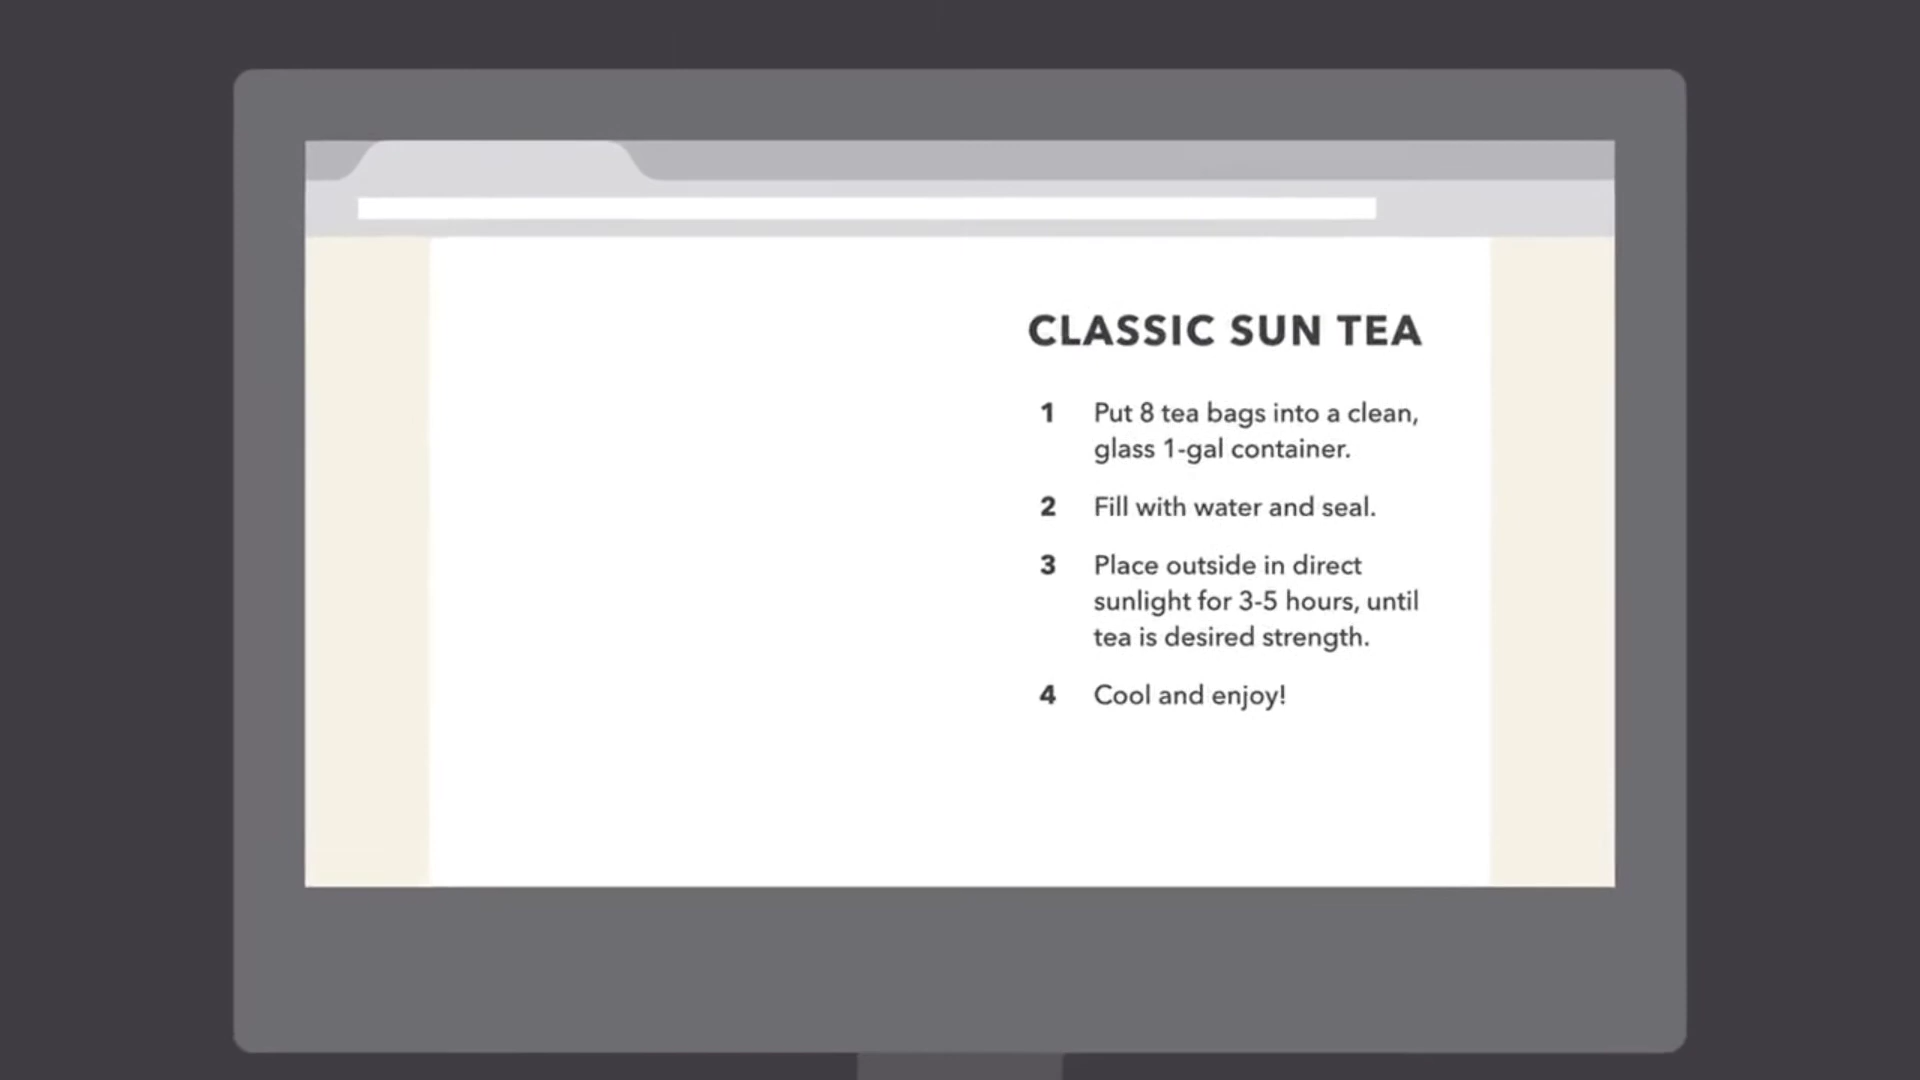 CLASSIC SUN TEA
1 Put 8 tea bags into a clean,
glass 1-gal container.
2 Fill with water and seal.
3 Place outside in direct
sunlight for 3-5 hours, until
tea is desired strength.
4 Cool and enjoy!